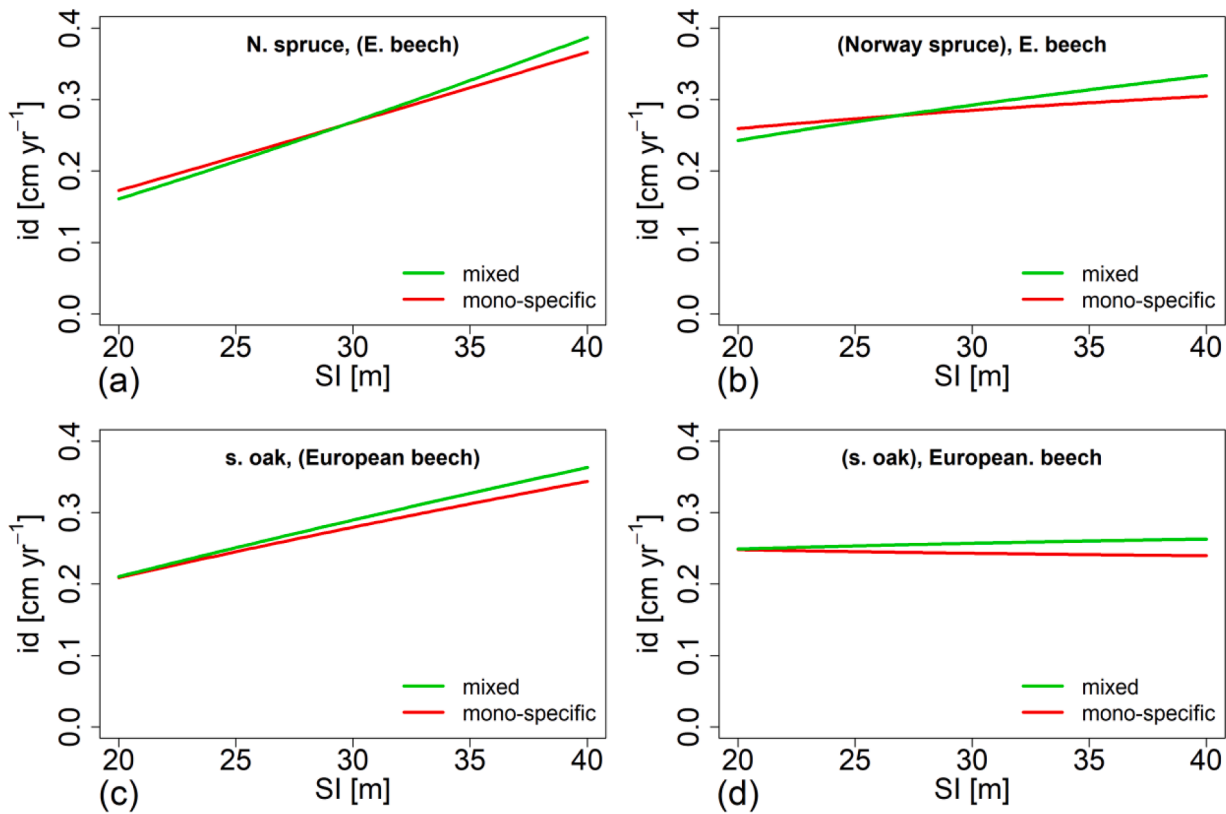 N. spruce, (E. beech)
id [cm yr⁻¹]
0.4
0.3
0.2
0.1
0.0
mixed
mono-specific
20 25 30 35 40
SI [m]
(a)
(Norway spruce), E. beech
id [cm yr⁻¹]
0.4
0.3
0.2
0.1
0.0
mixed
mono-specific
20 25 30 35 40
SI [m]
(b)
s. oak, (European beech)
id [cm yr⁻¹]
0.4
0.3
0.2
0.1
0.0
mixed
mono-specific
20 25 30 35 40
SI [m]
(c)
(s. oak), European. beech
id [cm yr⁻¹]
0.4
0.3
0.2
0.1
0.0
mixed
mono-specific
20 25 30 35 40
SI [m]
(d)